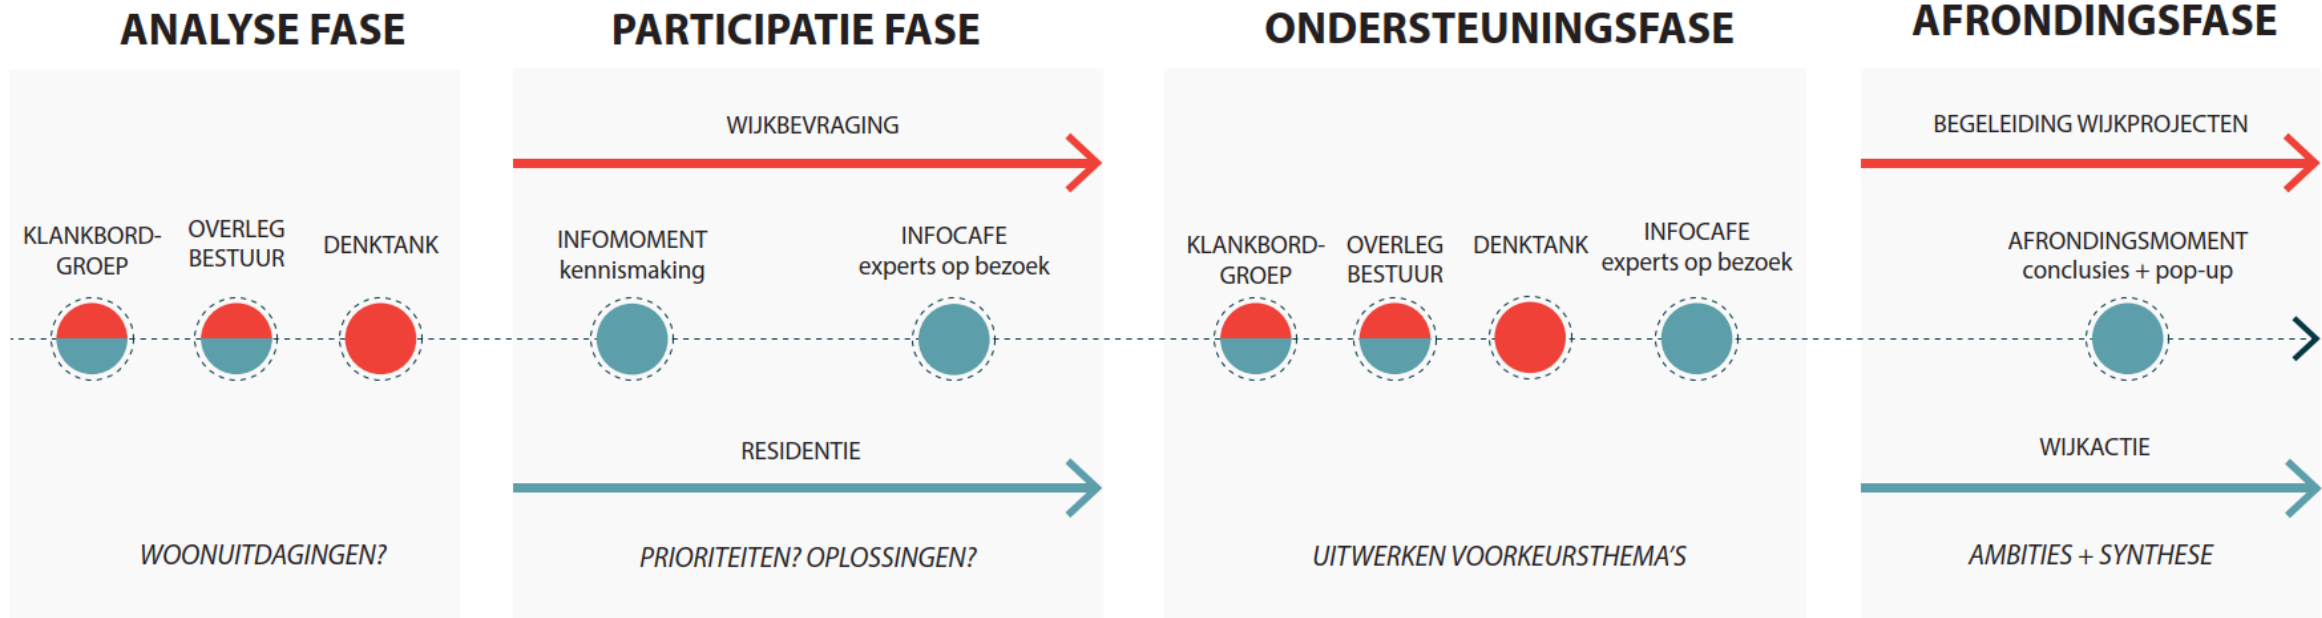 ANALYSE FASE
KLANKBORD-
GROEP
OVERLEG
BESTUUR
DENKTANK
WOONUITDAGINGEN?
PARTICIPATIE FASE
WIJKBEVRAGING
INFOMOMENT
kennismaking
INFOCAFE
experts op bezoek
RESIDENTIE
PRIORITEITEN? OPLOSSINGEN?
ONDERSTEUNINGSFASE
KLANKBORD-
GROEP
OVERLEG
BESTUUR
DENKTANK
INFOCAFE
experts op bezoek
UITWERKEN VOORKEURSTHEMA'S
AFRONDINGSFASE
BEGELEIDING WIJKPROJECTEN
AFRONDINGSMOMENT
conclusies + pop-up
WIJKACTIE
AMBITIES + SYNTHESE